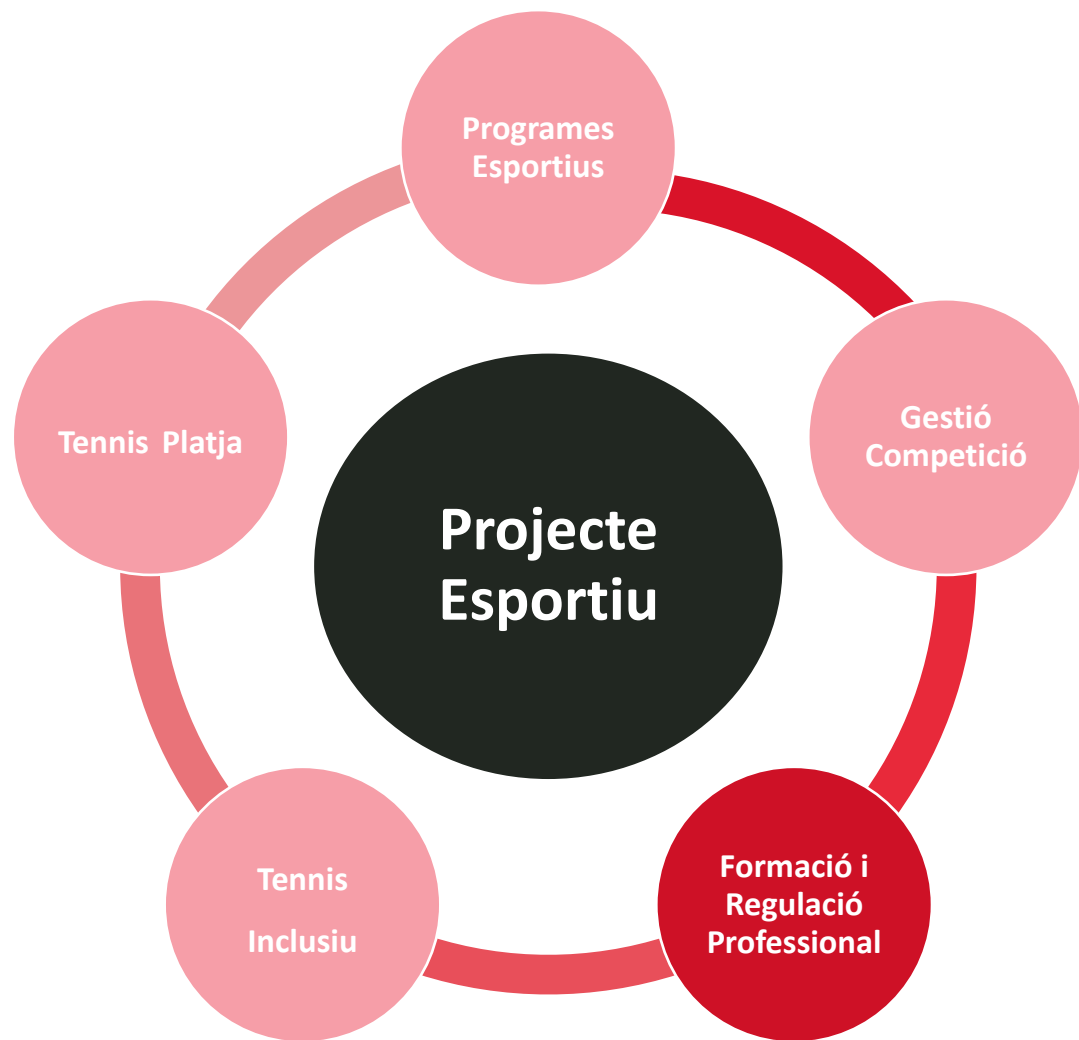 Programes
Esportius
Gestió
Competició
Formació i
Regulació
Professional
Tennis
Inclusiu
Tennis Platja
Projecte
Esportiu